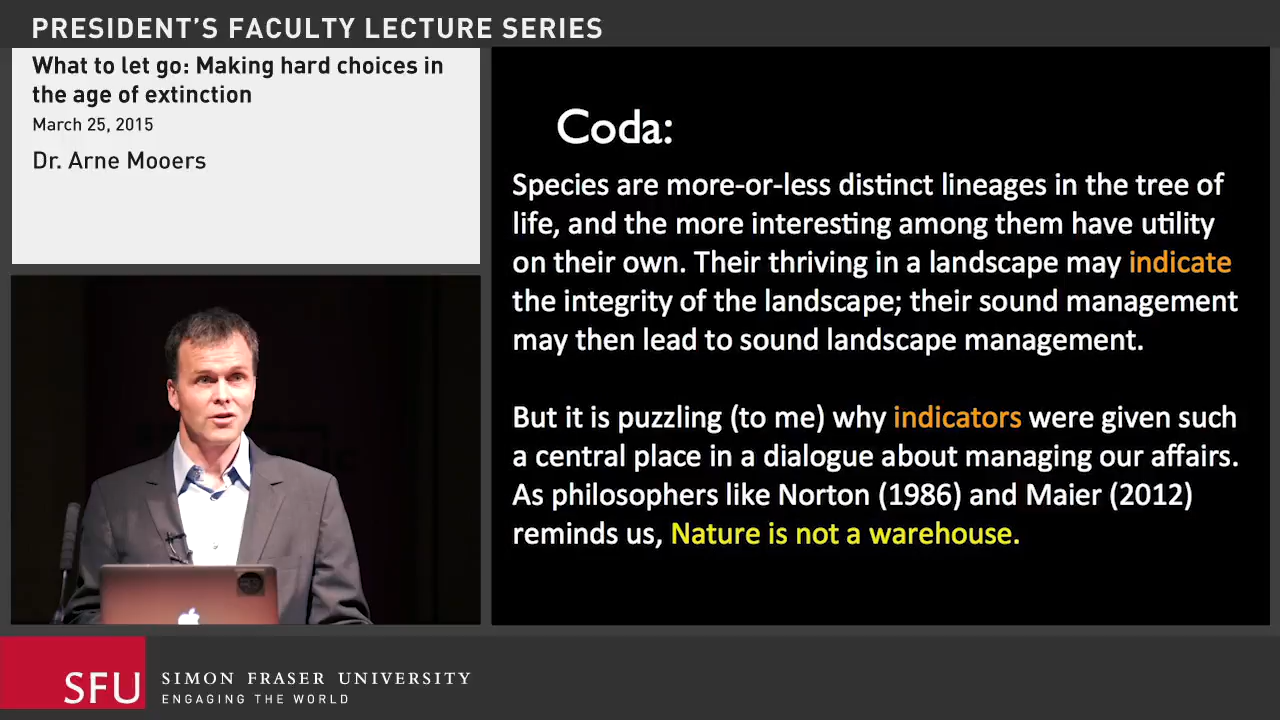 PRESIDENT'S FACULTY LECTURE SERIES
What to let go: Making hard choices in
the age of extinction
March 25, 2015
Dr. Arne Mooers
Coda:
Species are more-or-less distinct lineages in the tree of
life, and the more interesting among them have utility
on their own. Their thriving in a landscape may indicate
the integrity of the landscape; their sound management
may then lead to sound landscape management.
But it is puzzling (to me) why indicators were given such
a central place in a dialogue about managing our affairs.
As philosophers like Norton (1986) and Maier (2012)
reminds us, Nature is not a warehouse.
SFU
SIMON FRASER UNIVERSITY
ENGAGING THE WORLD